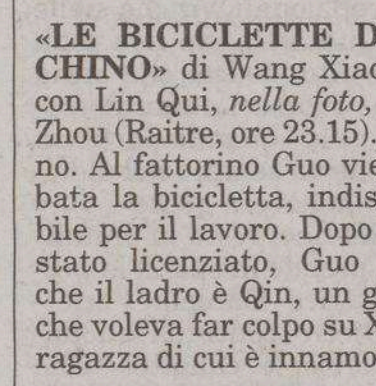 «LE BICICLETTE D
CHINO» di Wang Xiao
con Lin Qui, nella foto,
Zhou (Raitre, ore 23.15).
no. Al fattorino Guo vie
bata la bicicletta, indis
bile per il lavoro. Dopo
stato licenziato, Guo
che il ladro è Qin, un g
che voleva far colpo su X
ragazza di cui è innamo